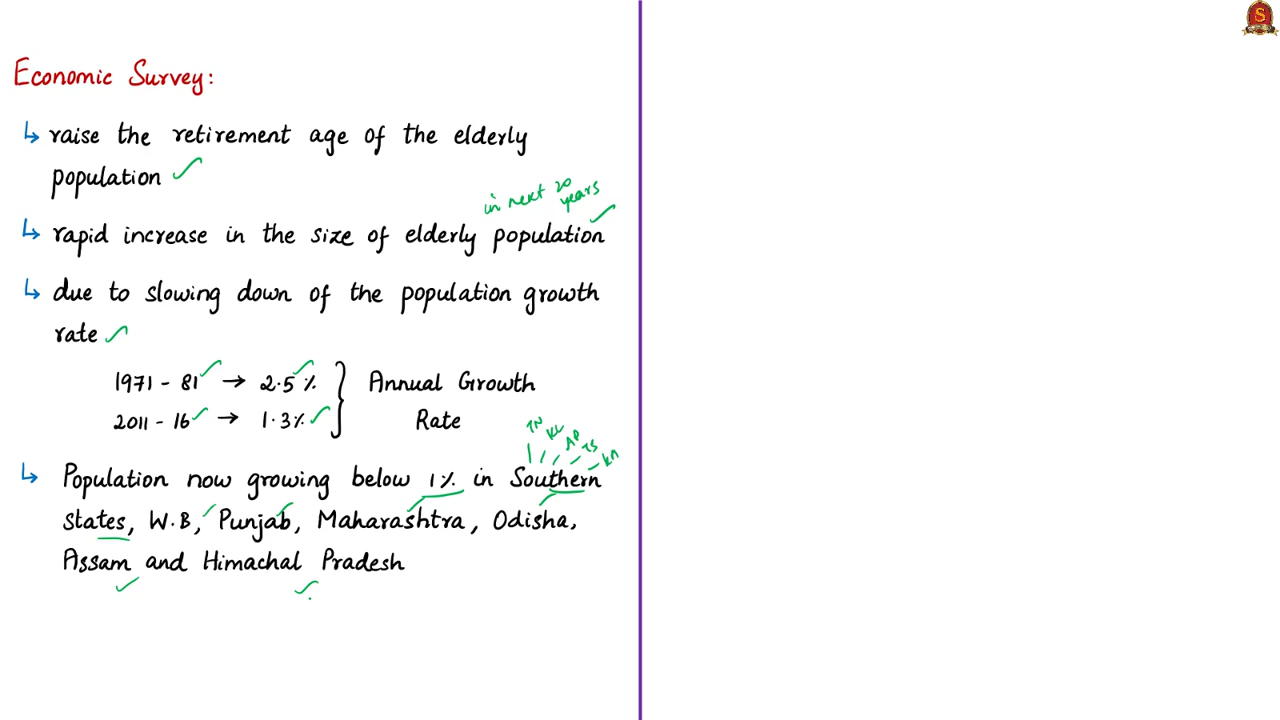 Economic Survey:
↳ raise the retirement age of the elderly
population ✓
in next 20
years
↳ rapid increase in the size of elderly population
↳ due to slowing down of the population growth
rate ✓
1971 - 81 → 2.5 % } Annual Growth
2011 - 16 → 1.3% Rate
TN KL AP TS KA
↳ Population now growing below 1% in Southern
states, W.B, Punjab, Maharashtra, Odisha,
Assam and Himachal Pradesh
S